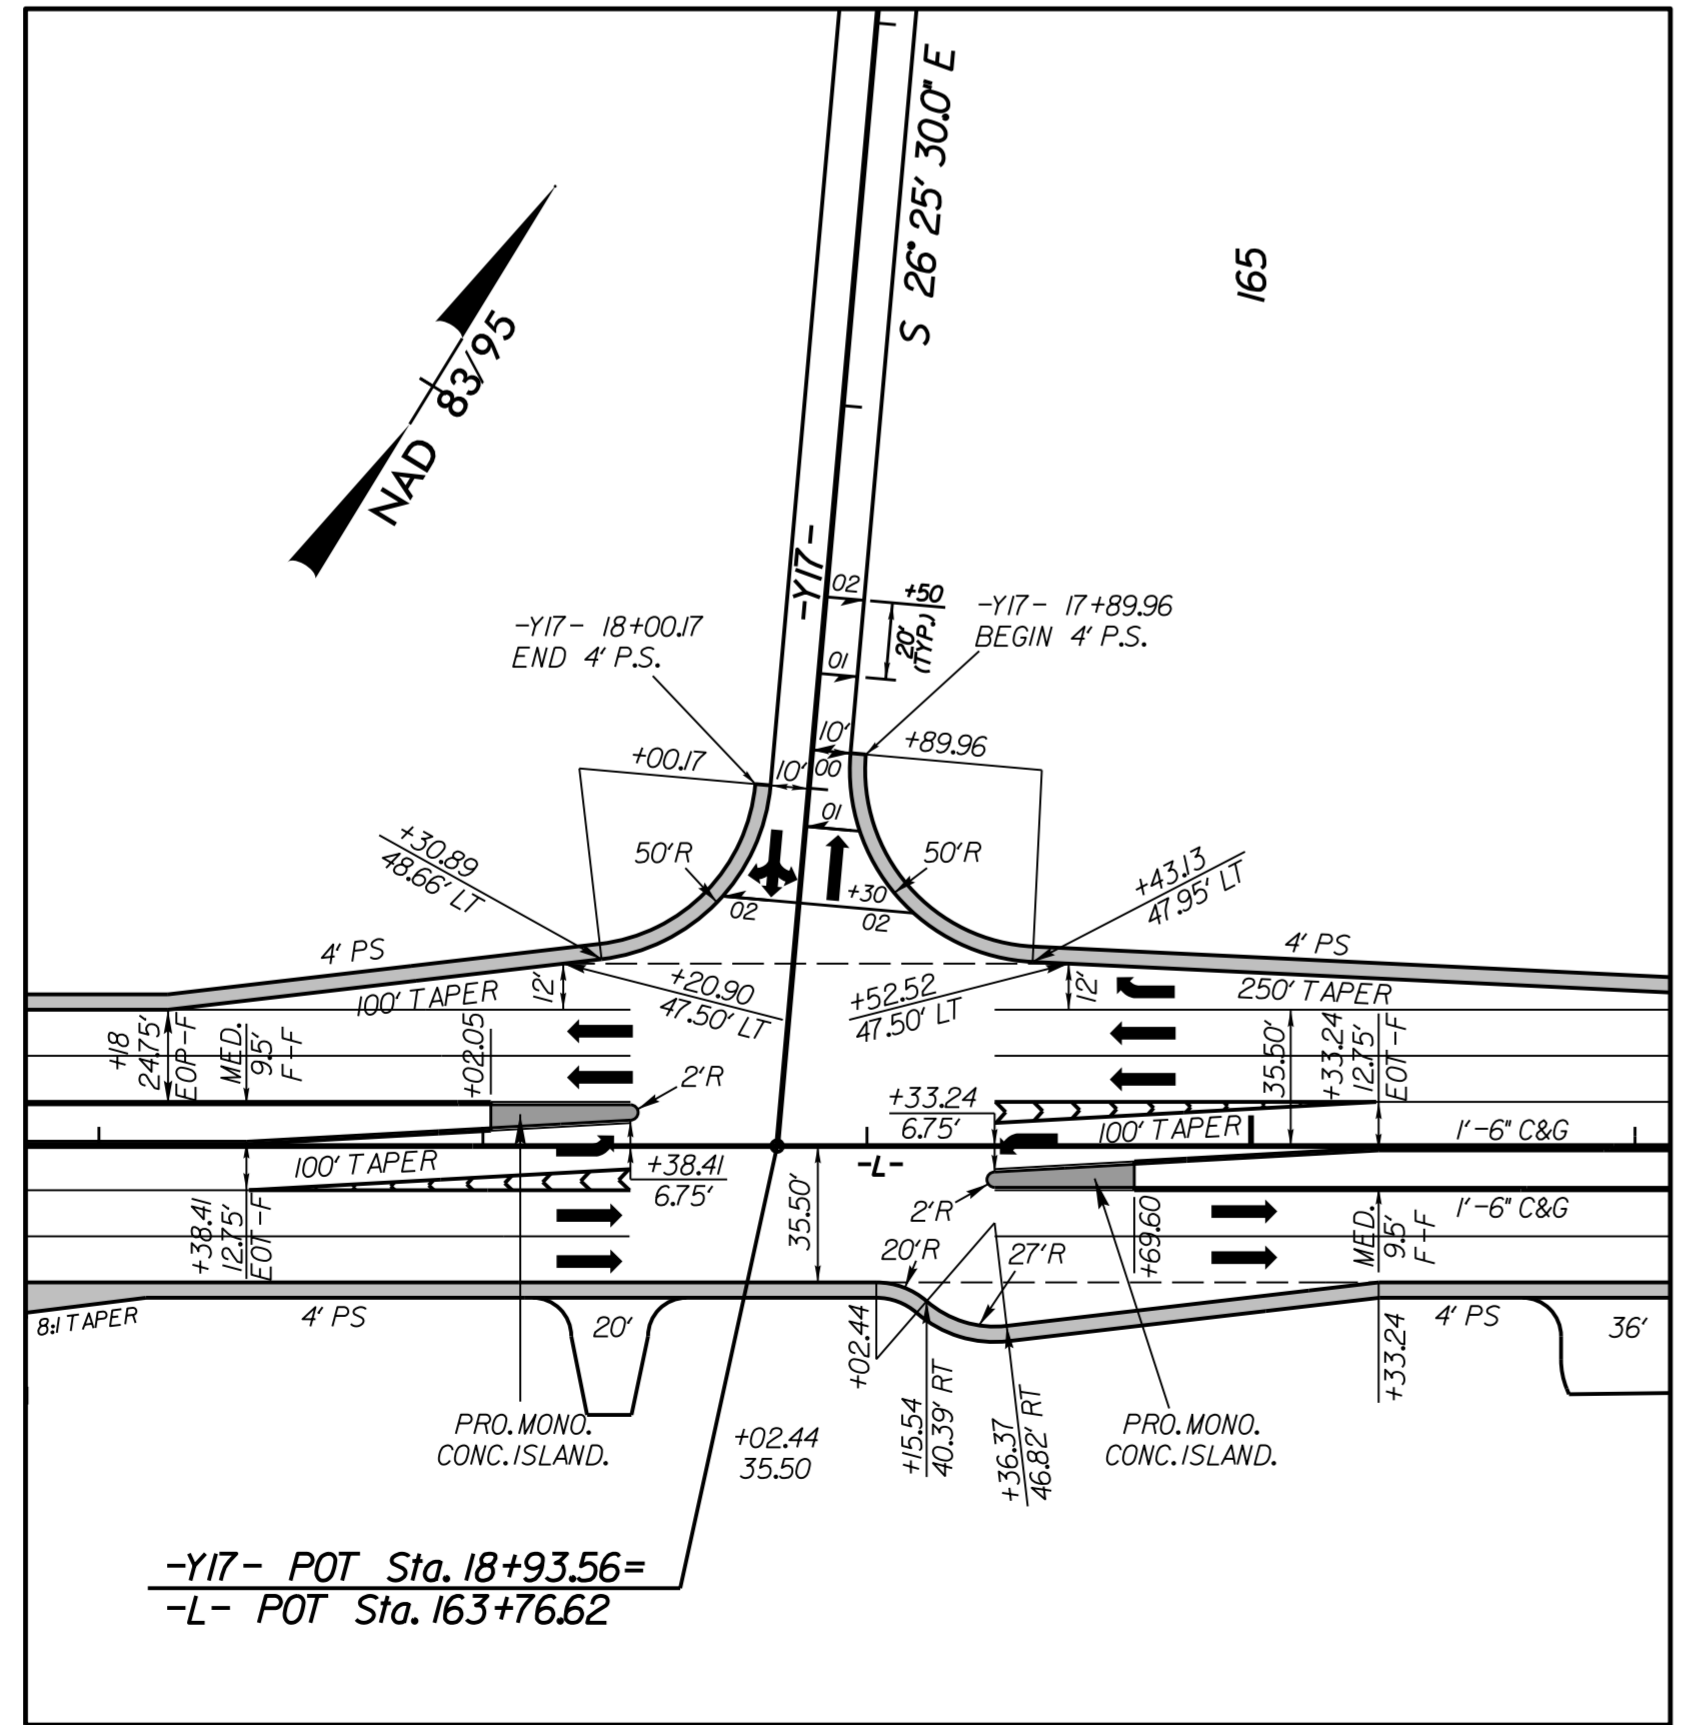 S 26° 25' 30.0" E
165
NAD 83/95
-Y17-
02
+50
20'
(TYP.)
01
-Y17- 18+00.17
END 4' P.S.
-Y17- 17+89.96
BEGIN 4' P.S.
10'
+89.96
+00.17
10'
00
01
50'R
50'R
+30.89
48.66' LT
+43.13
47.95' LT
+30
02
02
4' PS
4' PS
100' TAPER
12'
+20.90
47.50' LT
+52.52
47.50' LT
12'
250' TAPER
+18
24.75'
EOP-F
MED.
9.5'
F-F
+02.05
2'R
35.50'
+33.24
12.75'
EOT-F
+33.24
6.75'
100' TAPER
1'-6" C&G
-L-
100' TAPER
+38.41
6.75'
+38.41
12.75'
EOT-F
35.50'
2'R
1'-6" C&G
+69.60
MED.
9.5'
F-F
20'R
27'R
8:1 TAPER
4' PS
20'
+02.44
4' PS
36'
+33.24
+15.54
40.39' RT
+36.37
46.82' RT
PRO. MONO.
CONC. ISLAND.
+02.44
35.50
PRO. MONO.
CONC. ISLAND.
-Y17- POT Sta. 18+93.56=
-L- POT Sta. 163+76.62